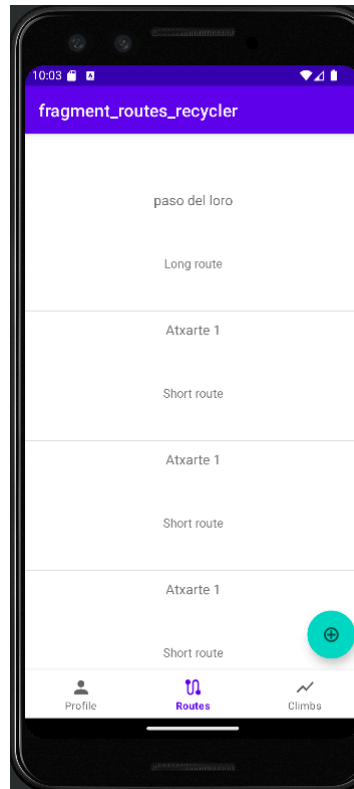 10:03
fragment_routes_recycler
paso del loro
Long route
Atxarte 1
Short route
Atxarte 1
Short route
Atxarte 1
Short route
Profile Routes Climbs